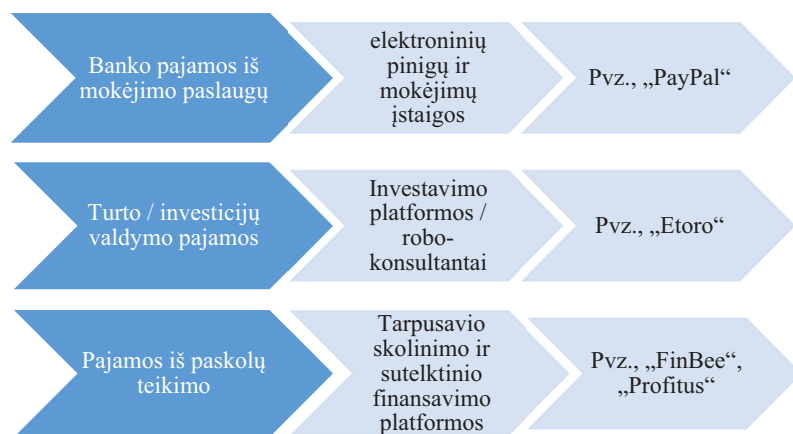 Banko pajamos iš
mokėjimo paslaugų
elektroninių
pinigų ir
mokėjimų
įstaigos
Pvz., „PayPal“
Turto / investicijų
valdymo pajamos
Investavimo
platformos /
robo-
konsultantai
Pvz., „Etoro“
Pajamos iš paskolų
teikimo
Tarpusavio
skolinimo ir
sutelktinio
finansavimo
platformos
Pvz., „FinBee“,
„Profitus“